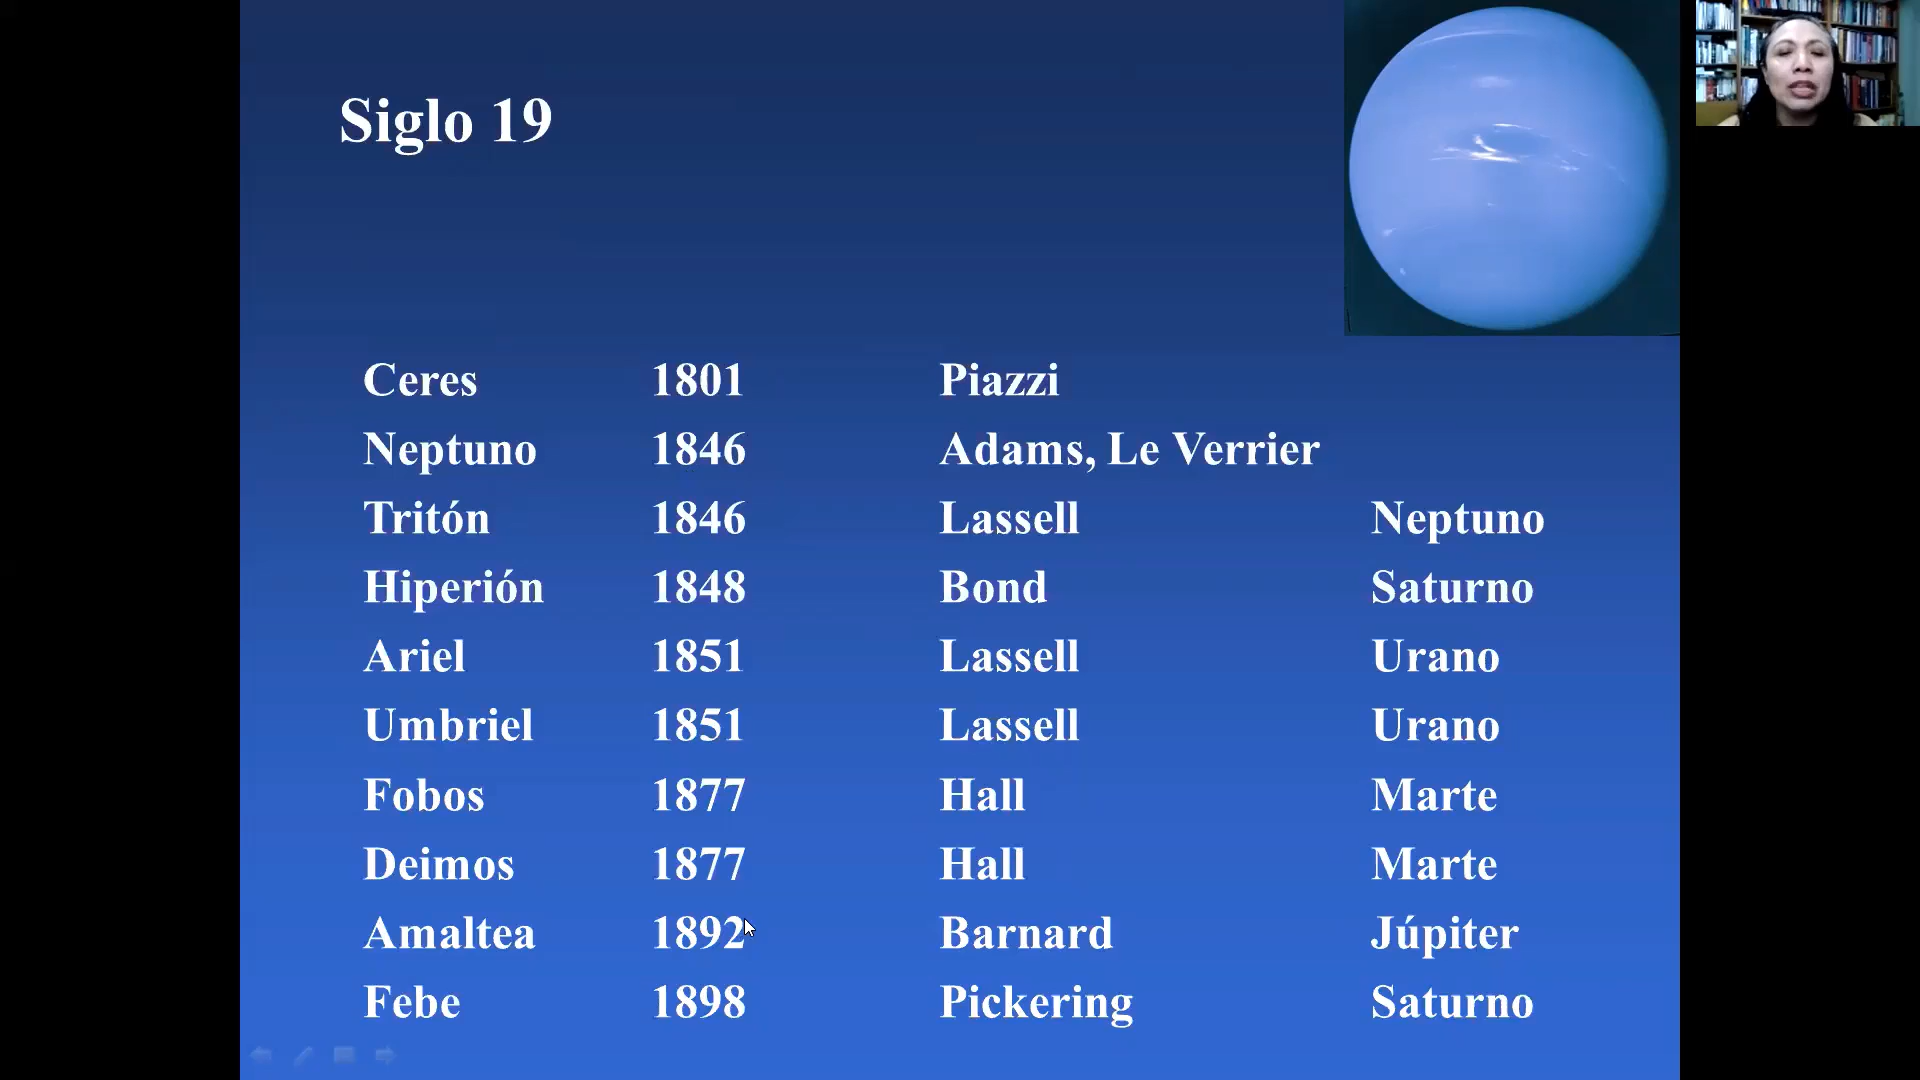 Siglo 19
Ceres 1801 Piazzi
Neptuno 1846 Adams, Le Verrier
Tritón 1846 Lassell Neptuno
Hiperión 1848 Bond Saturno
Ariel 1851 Lassell Urano
Umbriel 1851 Lassell Urano
Fobos 1877 Hall Marte
Deimos 1877 Hall Marte
Amaltea 1892 Barnard Júpiter
Febe 1898 Pickering Saturno